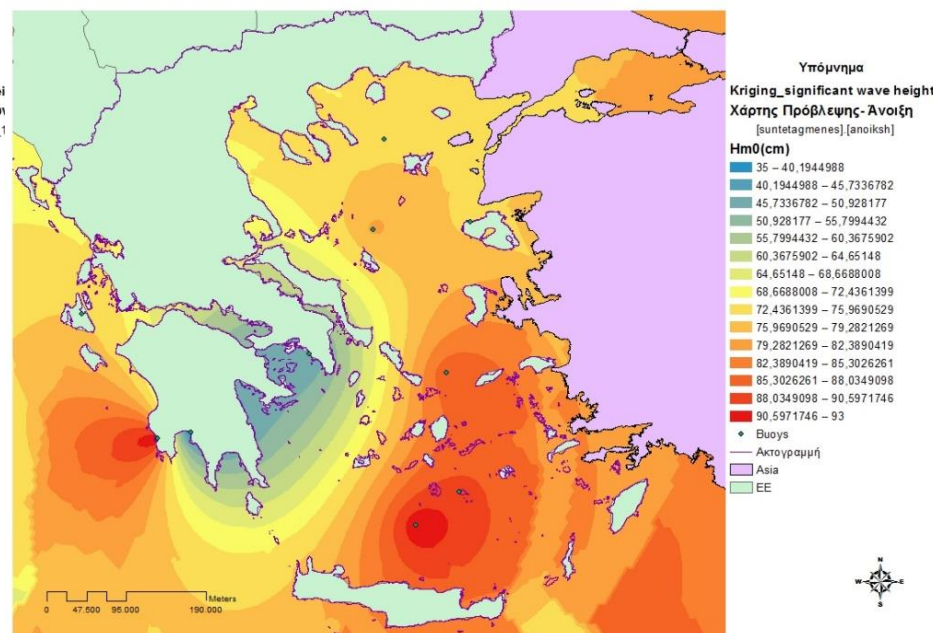 Υπόμνημα
Kriging_significant wave height
Χάρτης Πρόβλεψης- Άνοιξη
[suntetagmenes].[anoiksh]
Hm0(cm)
35 – 40,1944988
40,1944988 – 45,7336782
45,7336782 – 50,928177
50,928177 – 55,7994432
55,7994432 – 60,3675902
60,3675902 – 64,65148
64,65148 – 68,6688008
68,6688008 – 72,4361399
72,4361399 – 75,9690529
75,9690529 – 79,2821269
79,2821269 – 82,3890419
82,3890419 – 85,3026261
85,3026261 – 88,0349098
88,0349098 – 90,5971746
90,5971746 – 93
Buoys
Ακτογραμμή
Asia
EE
Meters
0 47.500 95.000 190.000
N
W E
S